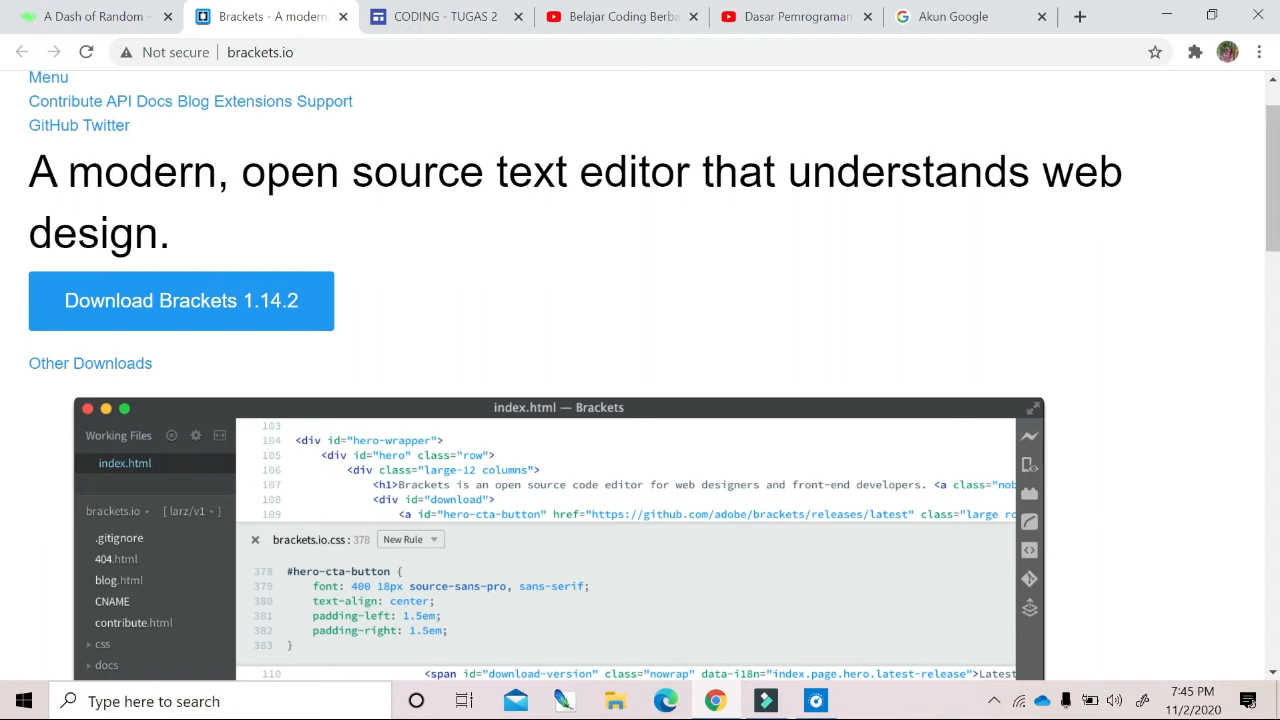 A Dash of Random
Brackets - A modern,
CODING - TUGAS 2
Belajar Coding Berba
Dasar Pemrograman
Akun Google
Not secure
brackets.io
Menu
Contribute API Docs Blog Extensions Support
GitHub Twitter
A modern, open source text editor that understands web
design.
Download Brackets 1.14.2
Other Downloads
index.html — Brackets
Working Files
index.html
brackets.io
[ larz/v1 ]
.gitignore
404.html
blog.html
CNAME
contribute.html
css
docs
103
104 <div id="hero-wrapper">
105 <div id="hero" class="row">
106 <div class="large-12 columns">
107 <h1>Brackets is an open source code editor for web designers and front-end developers. <a class="nob
108 <div id="download">
109 <a id="hero-cta-button" href="https://github.com/adobe/brackets/releases/latest" class="large ro
brackets.io.css : 378 New Rule
378 #hero-cta-button {
379 font: 400 18px source-sans-pro, sans-serif;
380 text-align: center;
381 padding-left: 1.5em;
382 padding-right: 1.5em;
383 }
110 <span id="download-version" class="nowrap" data-i18n="index.page.hero.latest-release">Latest
Type here to search
7:45 PM
11/2/2020